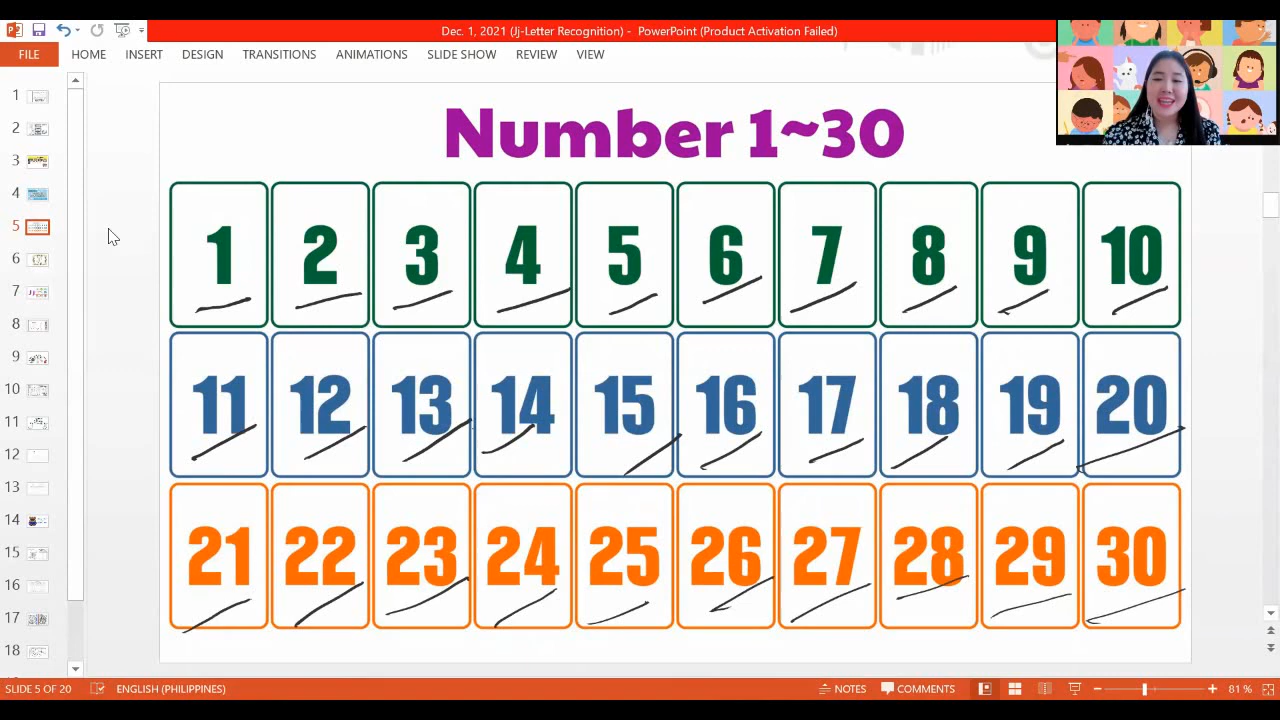 Dec. 1, 2021 (Jj-Letter Recognition) - PowerPoint (Product Activation Failed)
FILE HOME INSERT DESIGN TRANSITIONS ANIMATIONS SLIDE SHOW REVIEW VIEW
Number 1~30
1 2 3 4 5 6 7 8 9 10
11 12 13 14 15 16 17 18 19 20
21 22 23 24 25 26 27 28 29 30
1
2
3
4
5
6
7
8
9
10
11
12
13
14
15
16
17
18
SLIDE 5 OF 20 ENGLISH (PHILIPPINES) NOTES COMMENTS 81 %